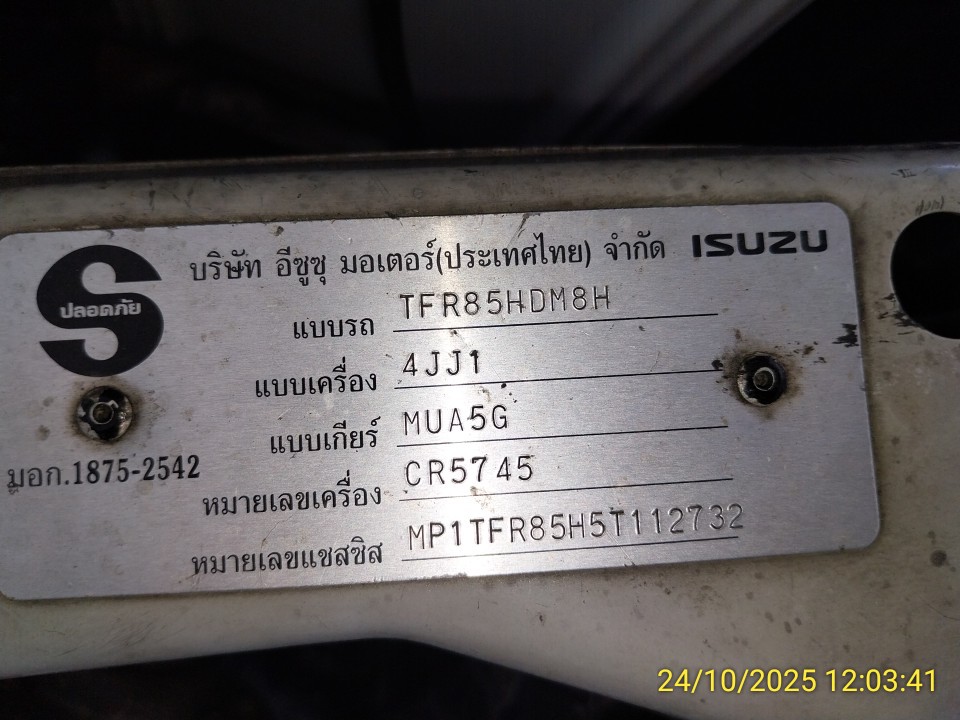 บริษัท อีซูซุ มอเตอร์(ประเทศไทย) จำกัด ISUZU
ปลอดภัย
แบบรถ TFR85HDM8H
แบบเครื่อง 4JJ1
แบบเกียร์ MUA5G
มอก.1875-2542
หมายเลขเครื่อง CR5745
หมายเลขแชสซิส MP1TFR85H5T112732
24/10/2025 12:03:41